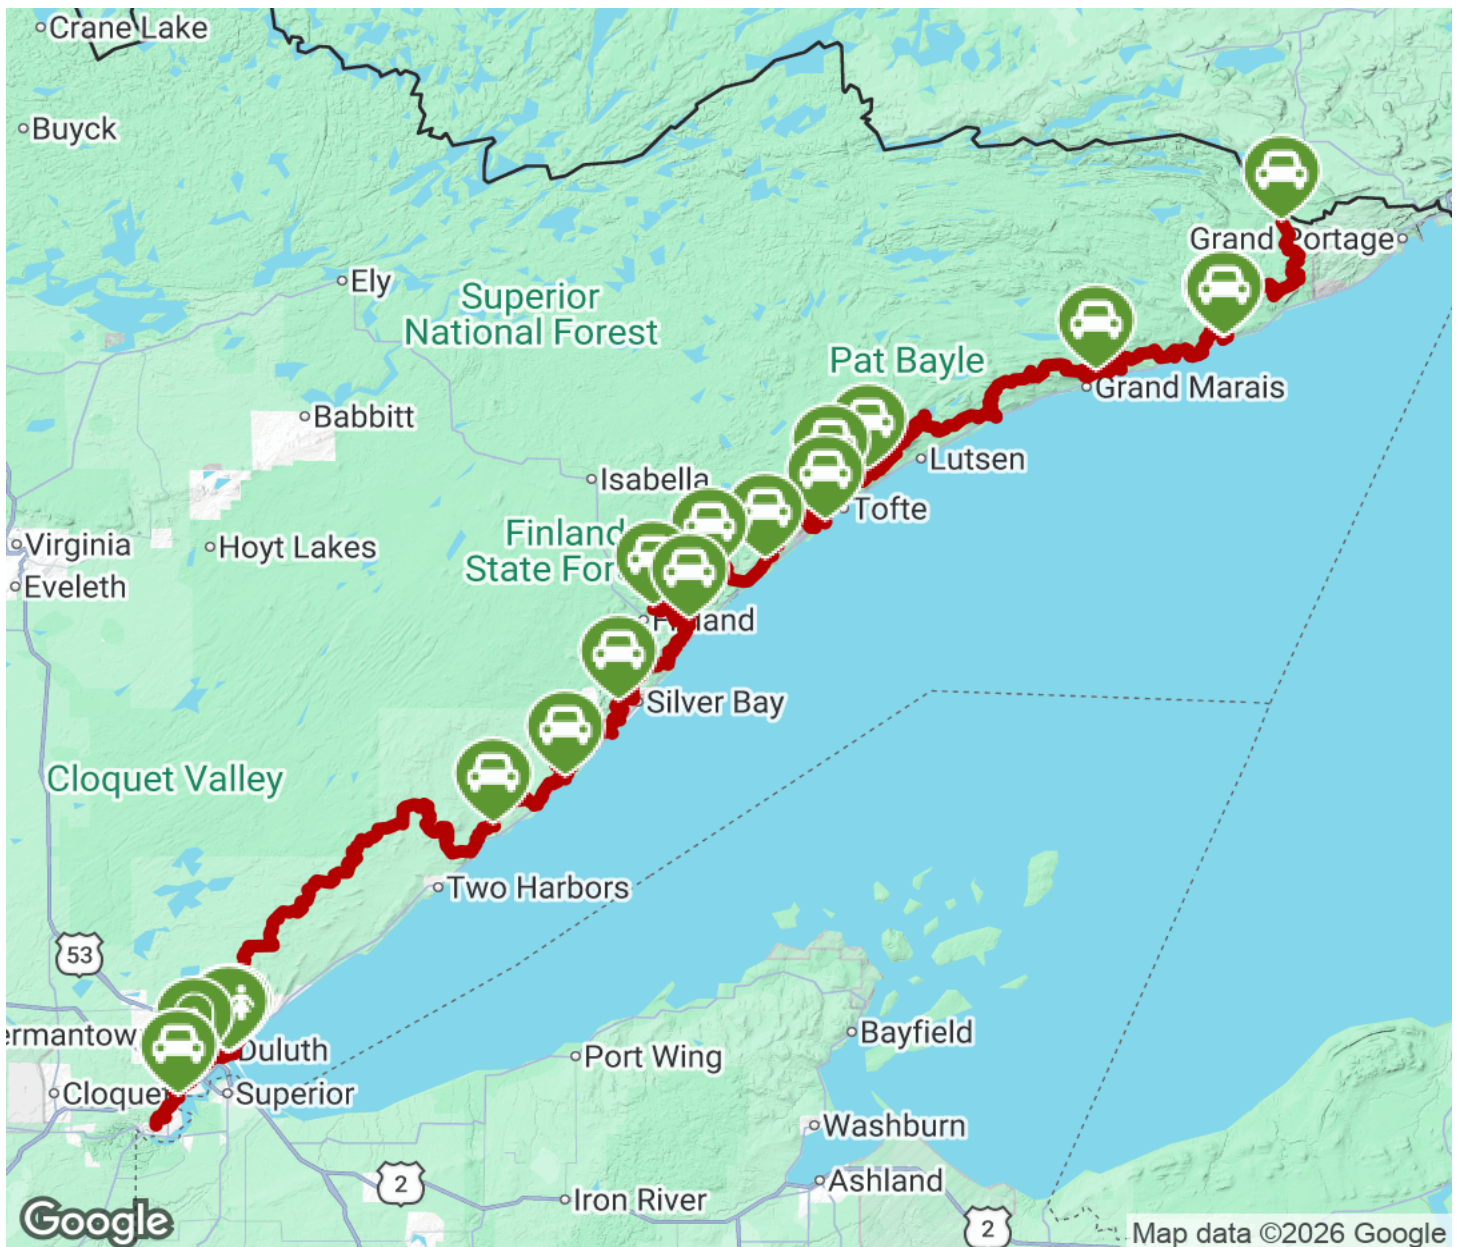 Crane Lake
Buyck
Grand Portage
Ely
Superior
National Forest
Pat Bayle
Grand Marais
Babbitt
Lutsen
Isabella
Tofte
Finland
State For
Virginia
Hoyt Lakes
Eveleth
Finland
Silver Bay
Cloquet Valley
Two Harbors
53
ermantow
Duluth
Bayfield
Port Wing
Cloquet
Superior
Washburn
2
Ashland
Iron River
2
Google
Map data ©2026 Google